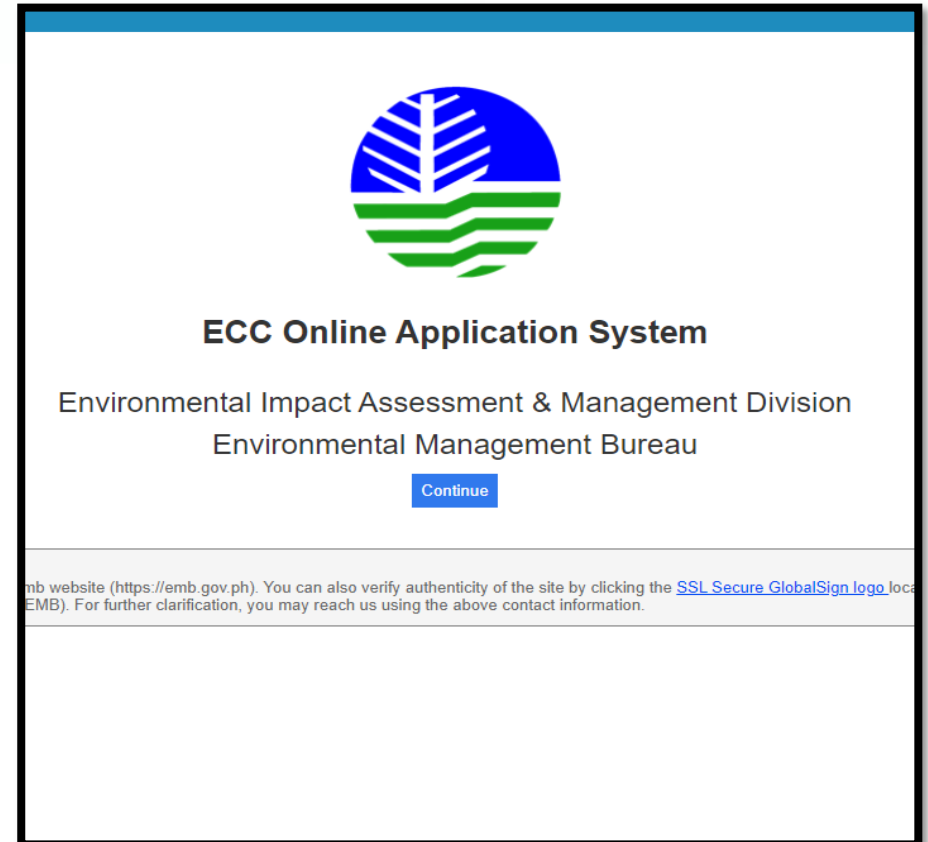 ECC Online Application System
Environmental Impact Assessment & Management Division
Environmental Management Bureau
Continue
mb website (https://emb.gov.ph). You can also verify authenticity of the site by clicking the SSL Secure GlobalSign logo loca
EMB). For further clarification, you may reach us using the above contact information.